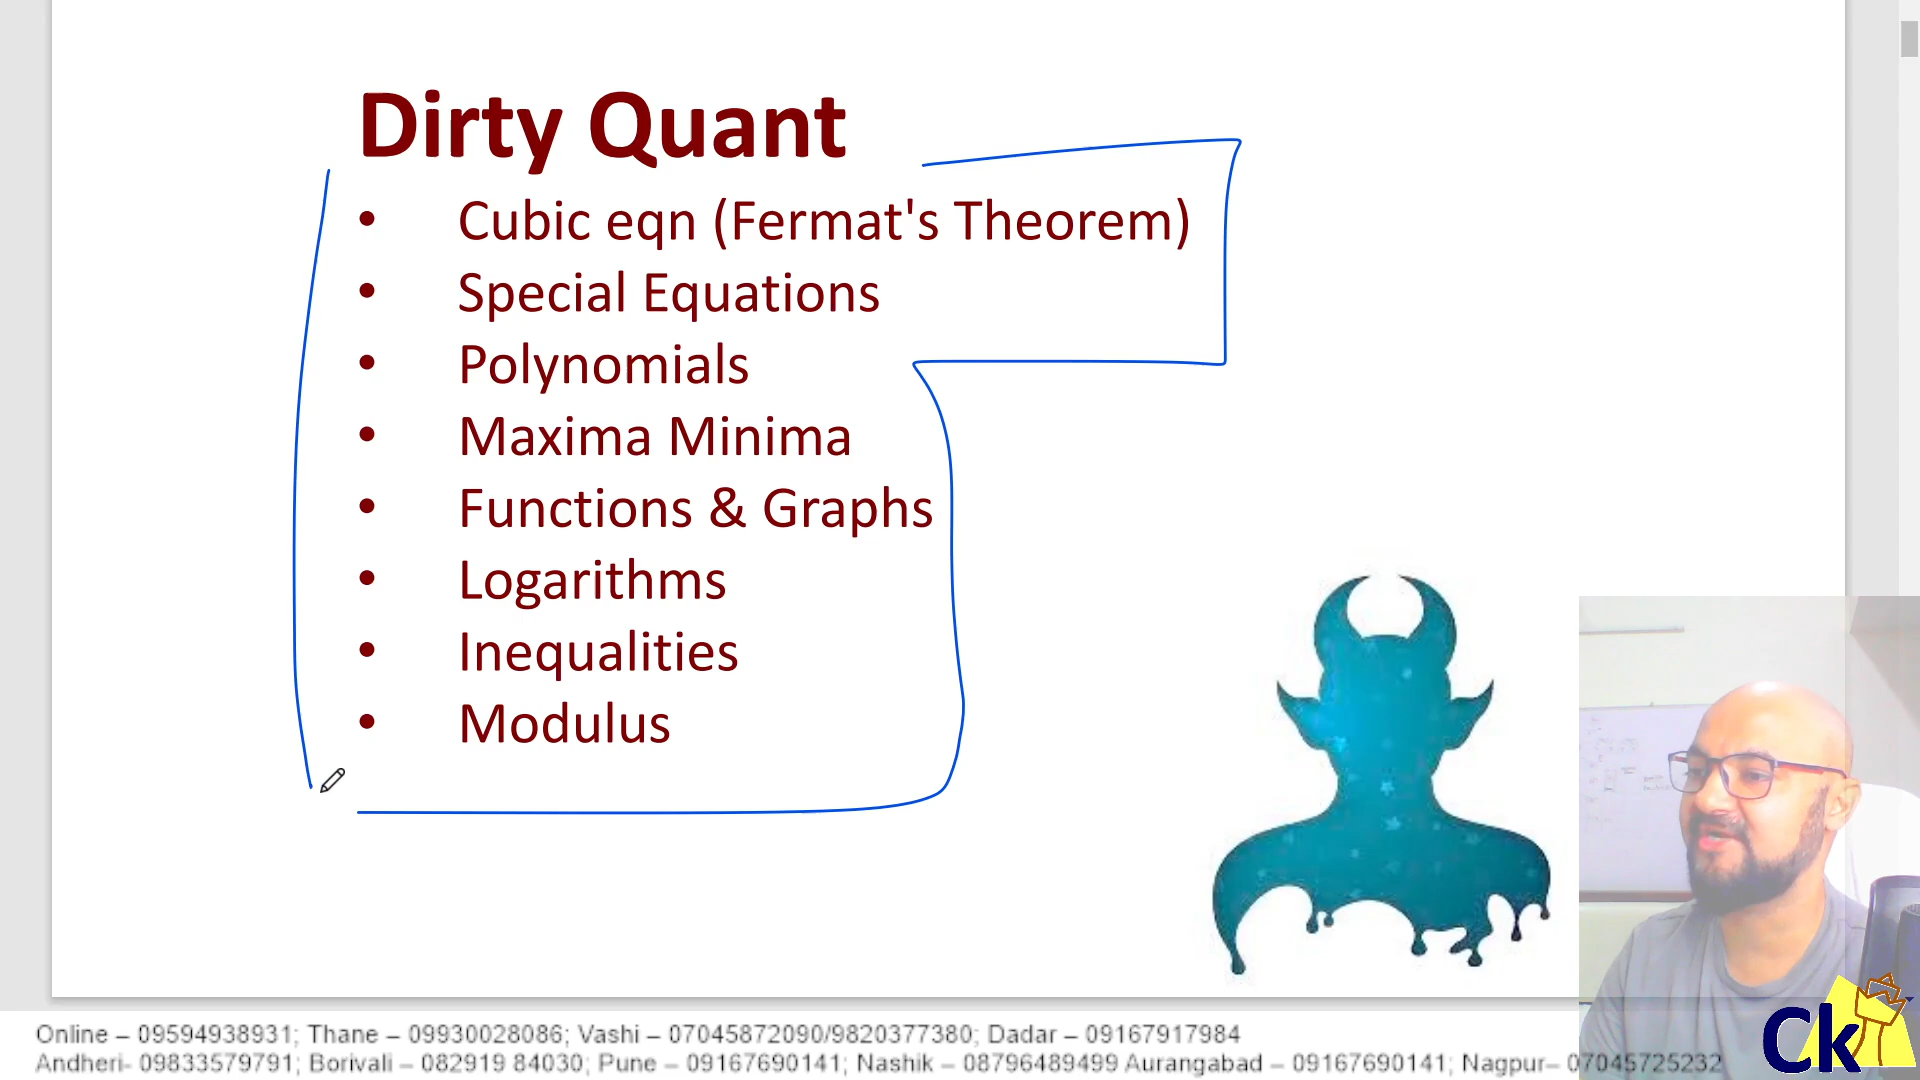 Dirty Quant
• Cubic eqn (Fermat's Theorem)
• Special Equations
• Polynomials
• Maxima Minima
• Functions & Graphs
• Logarithms
• Inequalities
• Modulus
Online – 09594938931; Thane – 09930028086; Vashi – 07045872090/9820377380; Dadar – 09167917984
Andheri- 09833579791; Borivali – 082919 84030; Pune – 09167690141; Nashik – 08796489499 Aurangabad – 09167690141; Nagpur– 07045725232
Ck